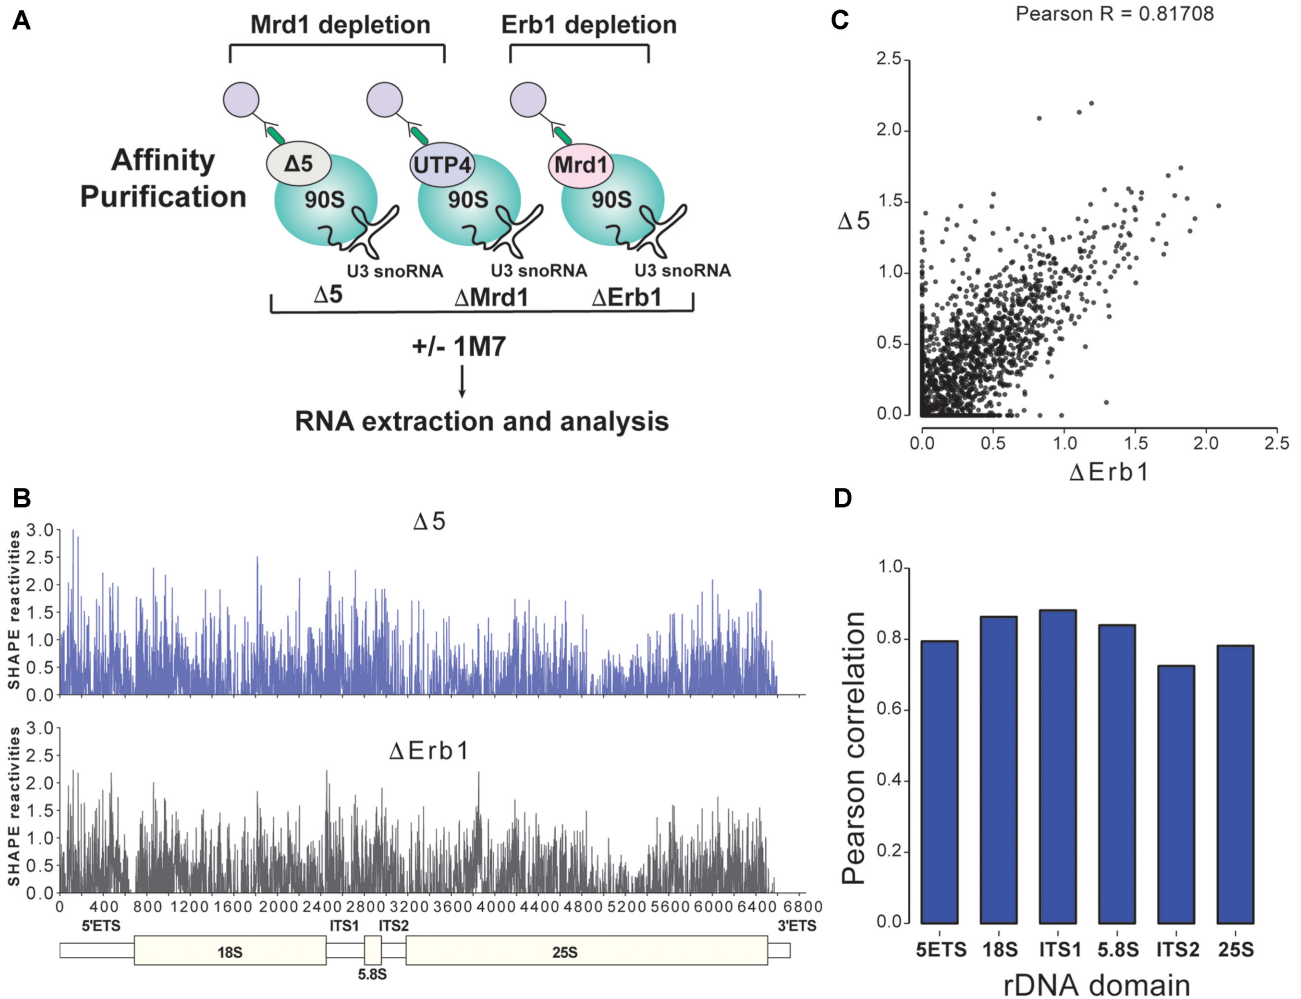 A
Mrd1 depletion
Erb1 depletion
Affinity
Purification
Δ5
UTP4
Mrd1
90S
90S
90S
U3 snoRNA
U3 snoRNA
U3 snoRNA
Δ5
ΔMrd1
ΔErb1
+/- 1M7
RNA extraction and analysis
C
Pearson R = 0.81708
2.5
2.0
1.5
1.0
0.5
0.0
Δ5
0.0 0.5 1.0 1.5 2.0 2.5
ΔErb1
B
Δ5
SHAPE reactivities
3.0
2.5
2.0
1.5
1.0
0.5
0.0
ΔErb1
SHAPE reactivities
3.0
2.5
2.0
1.5
1.0
0.5
0.0
0 400 800 1200 1600 2000 2400 2800 3200 3600 4000 4400 4800 5200 5600 6000 6400 6800
5'ETS
ITS1
ITS2
3'ETS
18S
25S
5.8S
D
Pearson correlation
1.0
0.8
0.6
0.4
0.2
0.0
5ETS 18S ITS1 5.8S ITS2 25S
rDNA domain